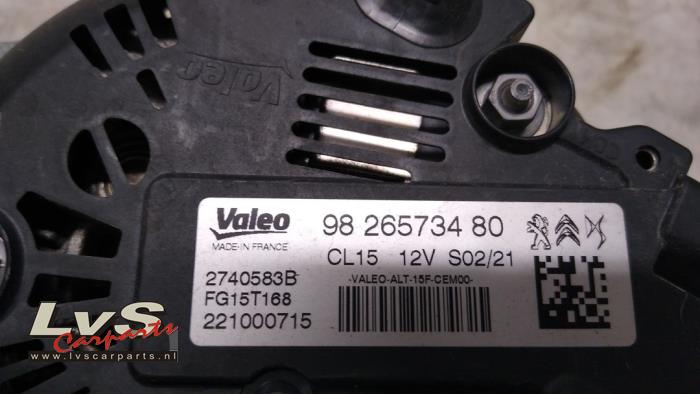 Valeo
Valeo 98 265734 80
MADE IN FRANCE
CL15 12V S02/21
2740583B
-VALEO-ALT-15F-CEM00-
FG15T168
221000715
LvS
Carparts
www.lvscarparts.nl